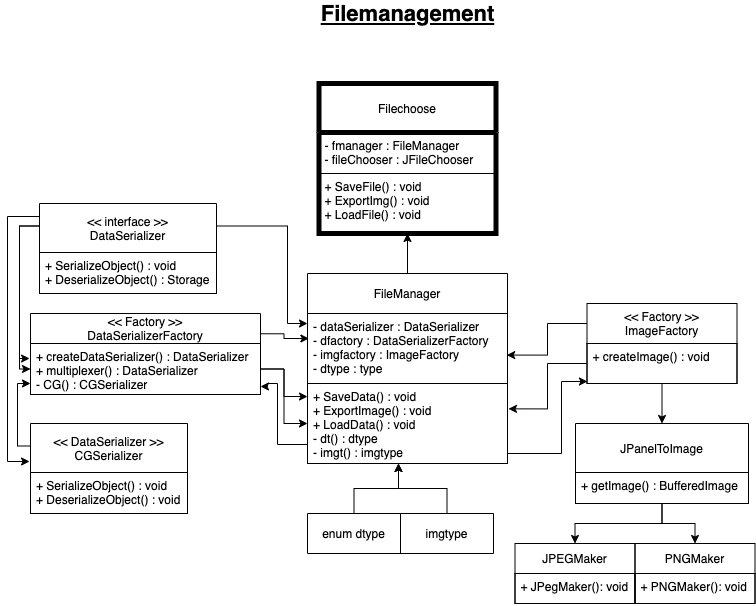 Filemanagement
Filechoose
- fmanager : FileManager
- fileChooser : JFileChooser
+ SaveFile() : void
+ ExportImg() : void
+ LoadFile() : void
<< interface >>
DataSerializer
+ SerializeObject() : void
+ DeserializeObject() : Storage
<< Factory >>
DataSerializerFactory
+ createDataSerializer() : DataSerializer
+ multiplexer() : DataSerializer
- CG() : CGSerializer
<< DataSerializer >>
CGSerializer
+ SerializeObject() : void
+ DeserializeObject() : void
FileManager
- dataSerializer : DataSerializer
- dfactory : DataSerializerFactory
- imgfactory : ImageFactory
- dtype : type
+ SaveData() : void
+ ExportImage() : void
+ LoadData() : void
- dt() : dtype
- imgt() : imgtype
enum dtype
imgtype
<< Factory >>
ImageFactory
+ createImage() : void
JPanelToImage
+ getImage() : BufferedImage
JPEGMaker
+ JPegMaker(): void
PNGMaker
+ PNGMaker(): void